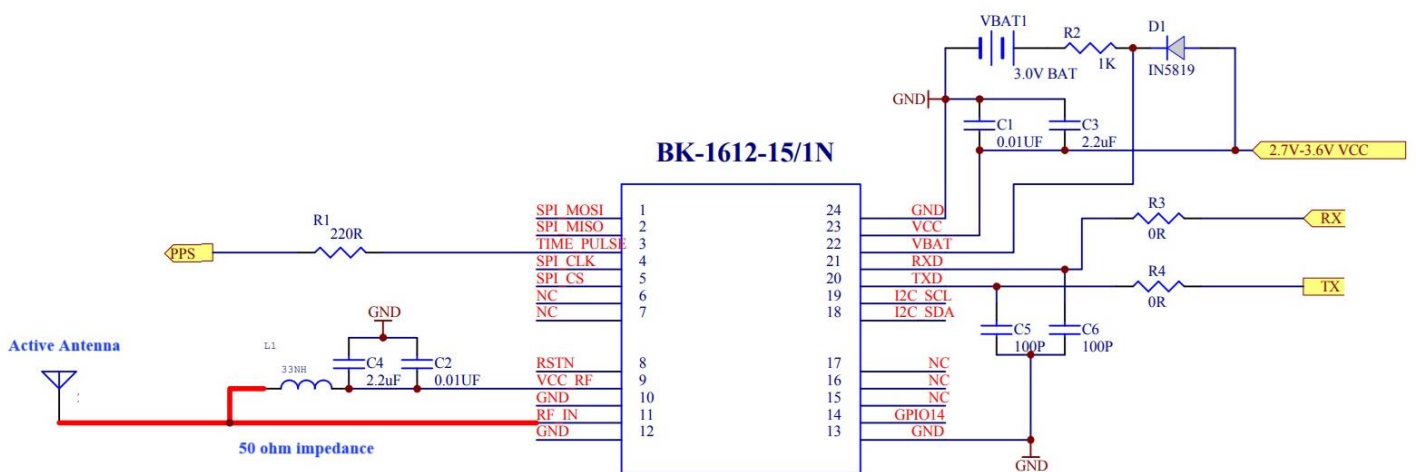 VBAT1
R2
D1
1K
3.0V BAT
IN5819
GND
C1
0.01UF
C3
2.2uF
2.7V-3.6V VCC
BK-1612-15/1N
SPI_MOSI 1
SPI_MISO 2
TIME_PULSE 3
SPI_CLK 4
SPI_CS 5
NC 6
NC 7
RSTN 8
VCC_RF 9
GND 10
RF_IN 11
GND 12
24 GND
23 VCC
22 VBAT
21 RXD
20 TXD
19 I2C_SCL
18 I2C_SDA
17 NC
16 NC
15 NC
14 GPIO14
13 GND
R1
220R
PPS
R3
0R
RX
R4
0R
TX
C5
100P
C6
100P
GND
GND
Active Antenna
L1
33NH
C4
2.2uF
C2
0.01UF
50 ohm impedance